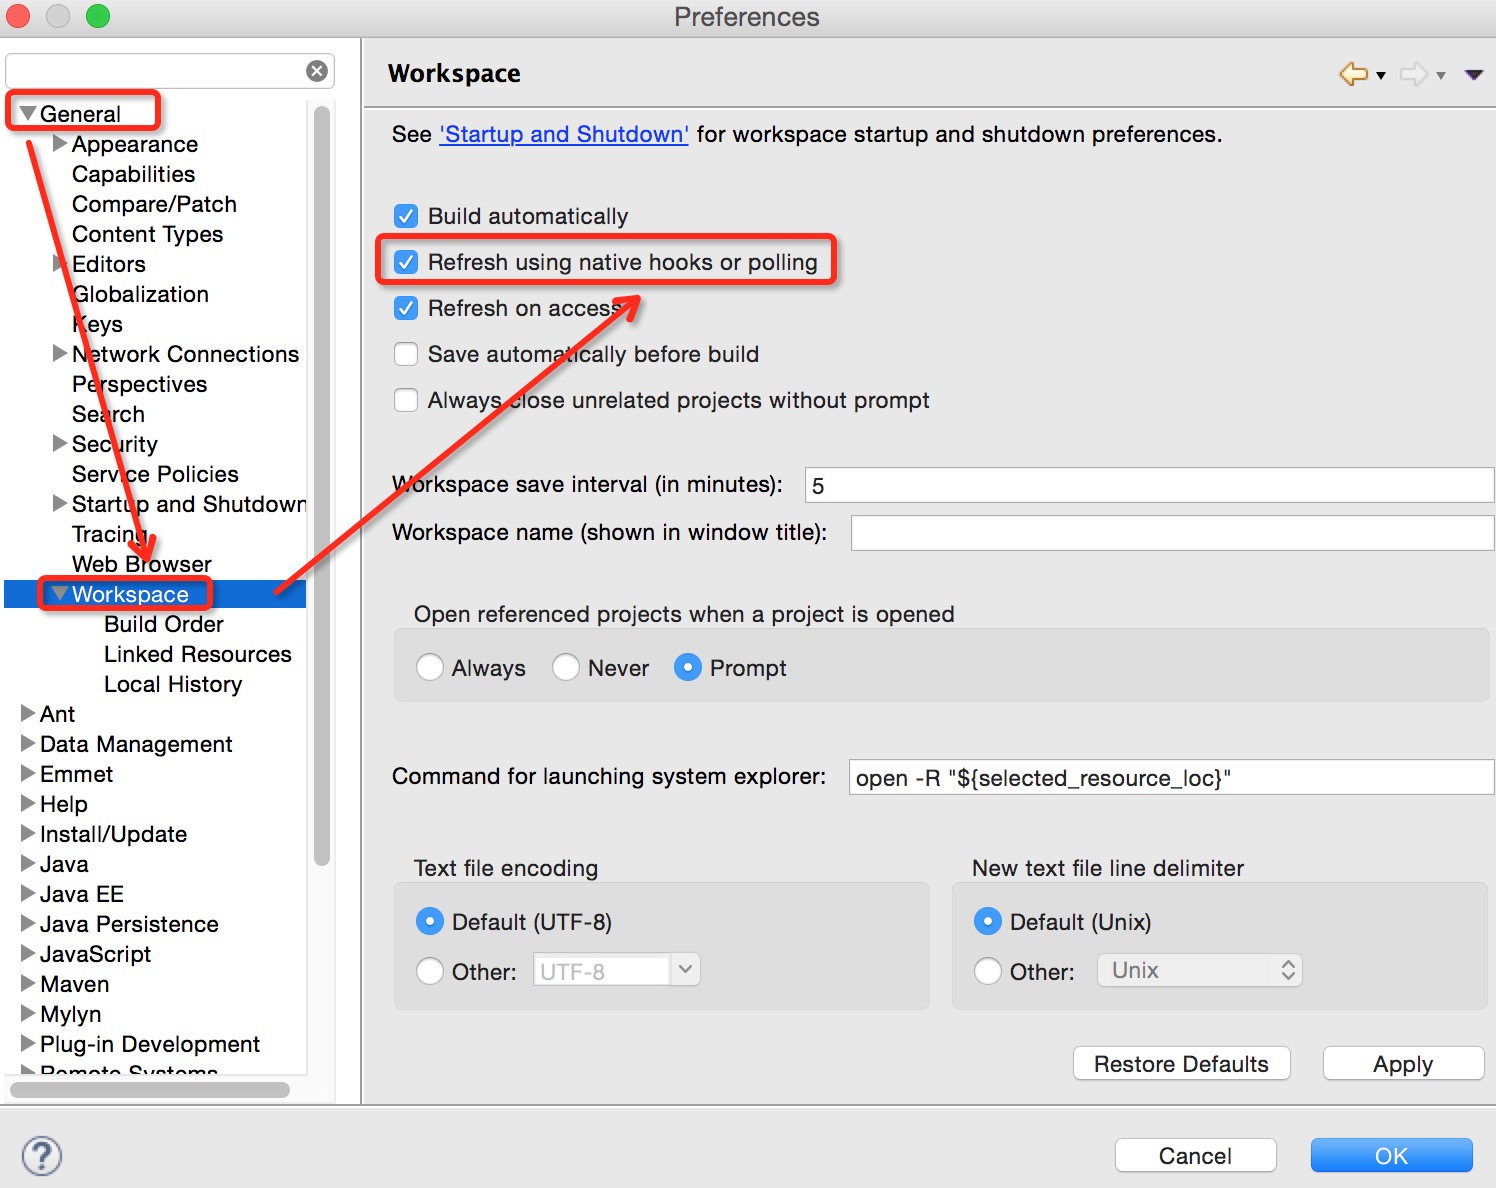 Preferences
General
Appearance
Capabilities
Compare/Patch
Content Types
Editors
Globalization
Keys
Network Connections
Perspectives
Search
Security
Service Policies
Startup and Shutdown
Tracing
Web Browser
Workspace
Build Order
Linked Resources
Local History
Ant
Data Management
Emmet
Help
Install/Update
Java
Java EE
Java Persistence
JavaScript
Maven
Mylyn
Plug-in Development
Remote Systems
Workspace
See 'Startup and Shutdown' for workspace startup and shutdown preferences.
Build automatically
Refresh using native hooks or polling
Refresh on access
Save automatically before build
Always close unrelated projects without prompt
Workspace save interval (in minutes): 5
Workspace name (shown in window title):
Open referenced projects when a project is opened
Always Never Prompt
Command for launching system explorer: open -R "${selected_resource_loc}"
Text file encoding
Default (UTF-8)
Other: UTF-8
New text file line delimiter
Default (Unix)
Other: Unix
Restore Defaults Apply
? Cancel OK